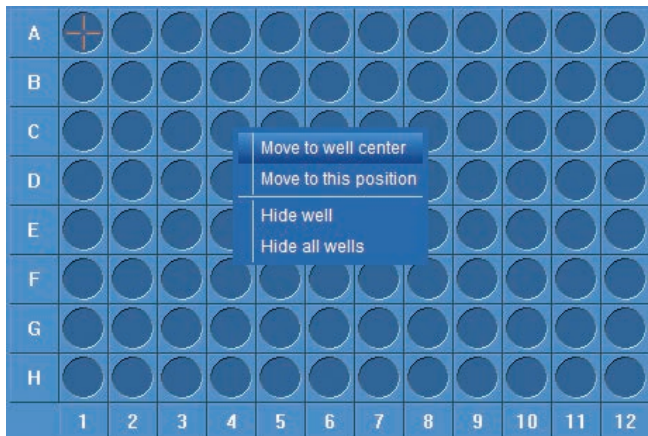 A
B
C
Move to well center
D
Move to this position
E
Hide well
Hide all wells
F
G
H
1 2 3 4 5 6 7 8 9 10 11 12